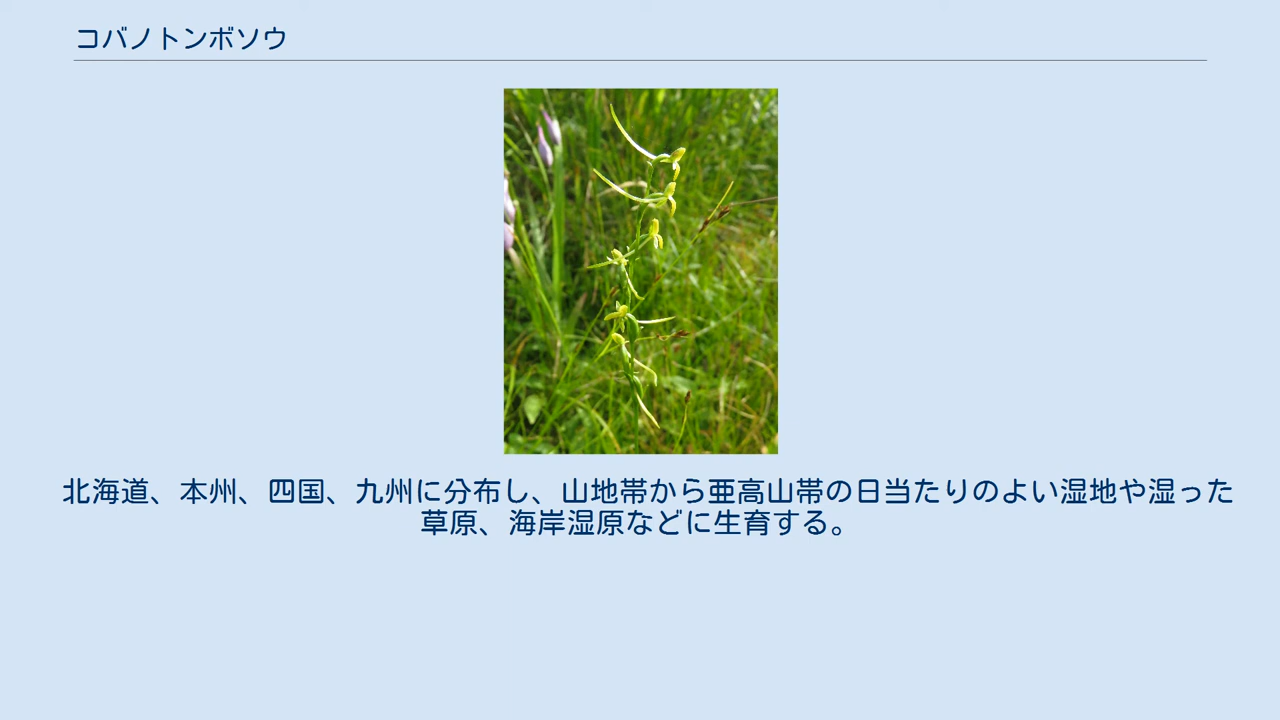 コバノトンボソウ
北海道、本州、四国、九州に分布し、山地帯から亜高山帯の日当たりのよい湿地や湿った
草原、海岸湿原などに生育する。